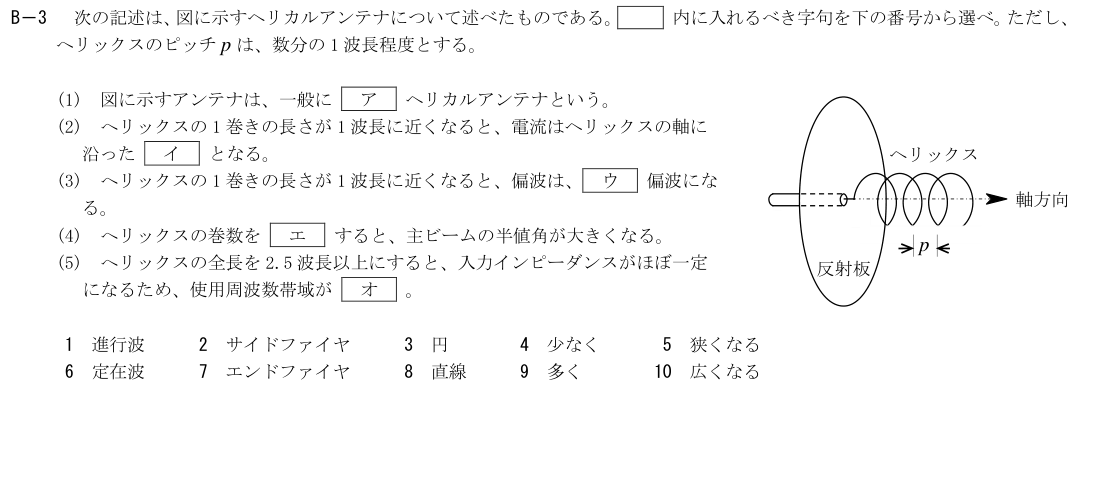 B－3 次の記述は、図に示すヘリカルアンテナについて述べたものである。 内に入れるべき字句を下の番号から選べ。ただし、
ヘリックスのピッチ p は、数分の1波長程度とする。
(1) 図に示すアンテナは、一般に ア ヘリカルアンテナという。
(2) ヘリックスの1巻きの長さが1波長に近くなると、電流はヘリックスの軸に
沿った イ となる。
(3) ヘリックスの1巻きの長さが1波長に近くなると、偏波は、 ウ 偏波にな
る。
(4) ヘリックスの巻数を エ すると、主ビームの半値角が大きくなる。
(5) ヘリックスの全長を2.5波長以上にすると、入力インピーダンスがほぼ一定
になるため、使用周波数帯域が オ 。
ヘリックス
軸方向
p
反射板
1 進行波 2 サイドファイヤ 3 円 4 少なく 5 狭くなる
6 定在波 7 エンドファイヤ 8 直線 9 多く 10 広くなる